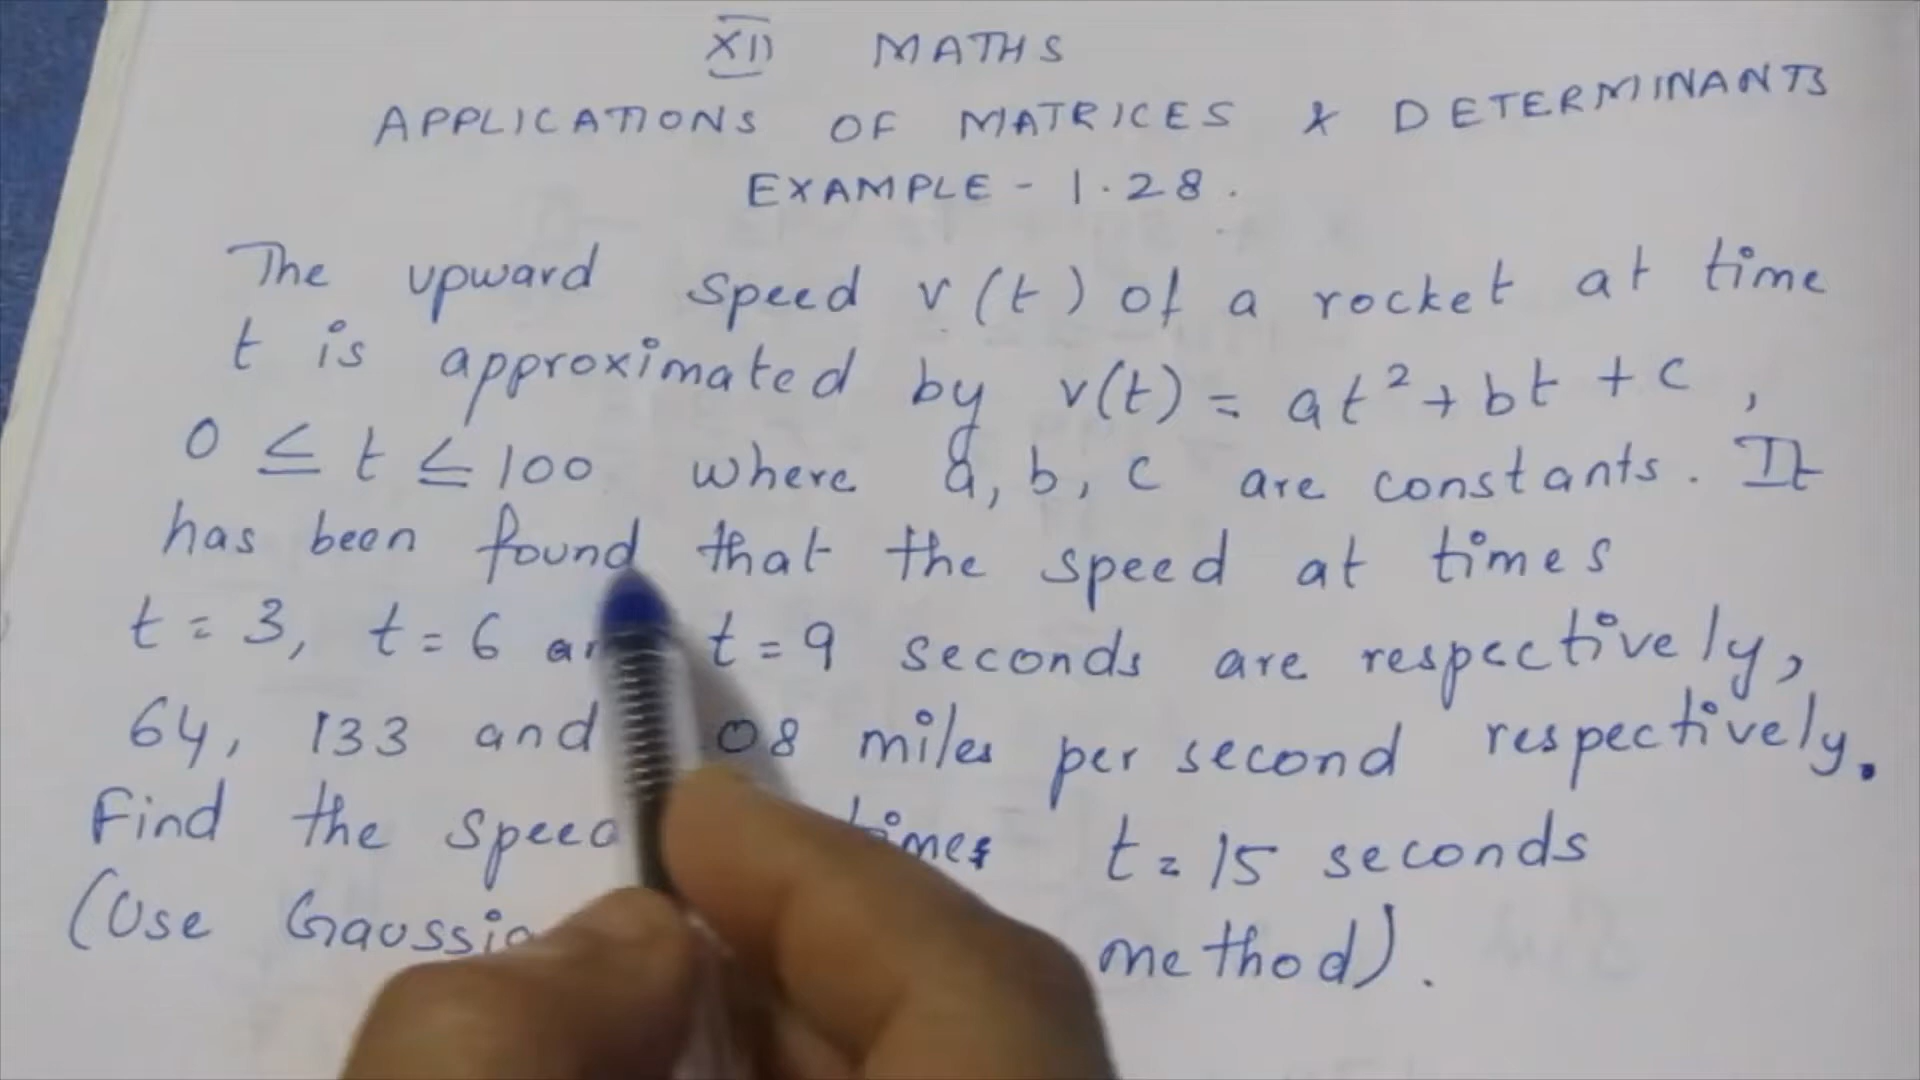 XII MATHS
APPLICATIONS OF MATRICES & DETERMINANTS
EXAMPLE - 1.28.
The upward speed v(t) of a rocket at time
t is approximated by v(t) = at² + bt + c,
0 ≤ t ≤ 100 where a, b, c are constants. It
has been found that the speed at times
t = 3, t = 6 t = 9 seconds are respectively,
64, 133 and 08 miles per second respectively.
Find the t = 15 seconds
(Use method).